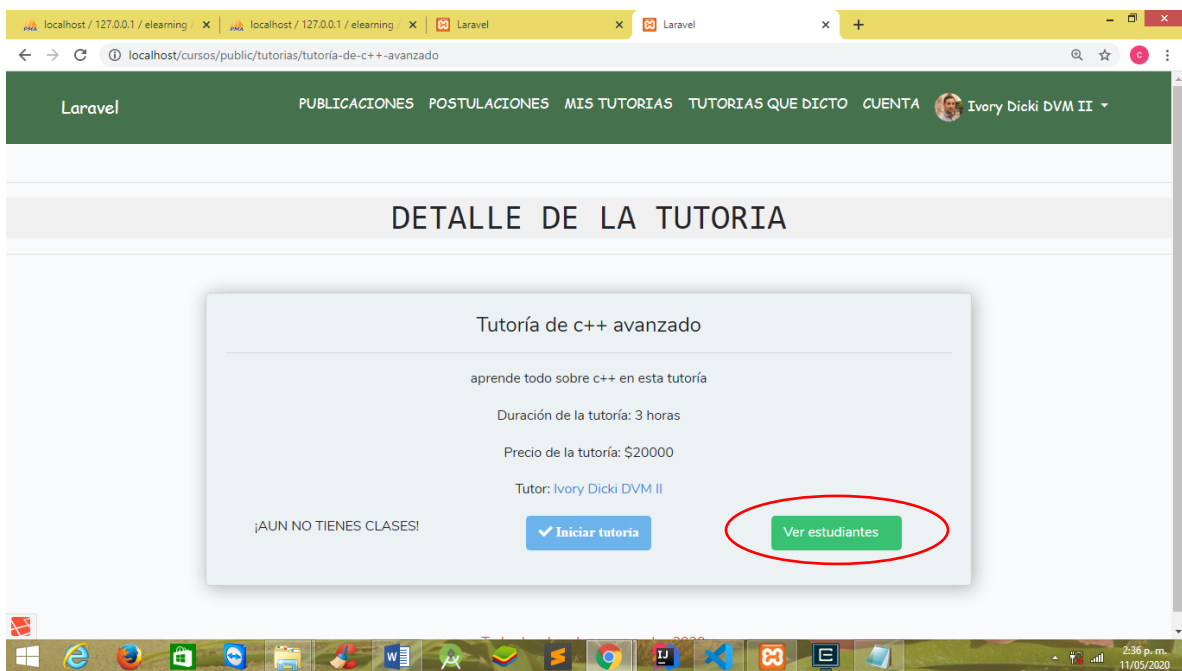 localhost / 127.0.0.1 / elearning /
localhost / 127.0.0.1 / elearning /
Laravel
Laravel
localhost/cursos/public/tutorias/tutoría-de-c++-avanzado
Laravel
PUBLICACIONES POSTULACIONES MIS TUTORIAS TUTORIAS QUE DICTO CUENTA Ivory Dicki DVM II
DETALLE DE LA TUTORIA
Tutoría de c++ avanzado
aprende todo sobre c++ en esta tutoría
Duración de la tutoría: 3 horas
Precio de la tutoría: $20000
Tutor: Ivory Dicki DVM II
¡AUN NO TIENES CLASES!
Iniciar tutoria
Ver estudiantes
2:36 p. m.
11/05/2020